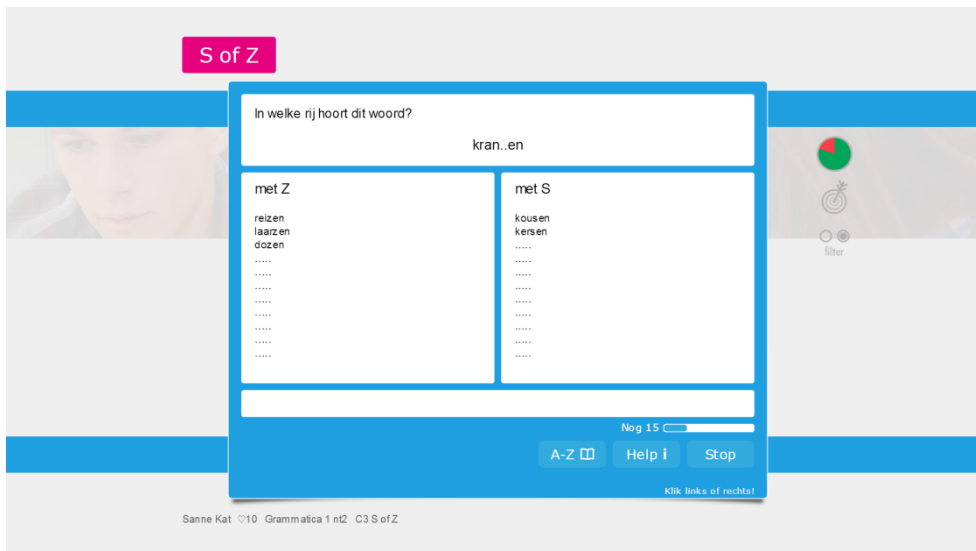 S of Z
In welke rij hoort dit woord?
kran..en
met Z
reizen
laarzen
dozen
.....
.....
.....
.....
.....
.....
.....
.....
met S
kousen
kersen
.....
.....
.....
.....
.....
.....
.....
.....
.....
filter
Nog 15
A-Z
Help i
Stop
Klik links of rechts!
Sanne Kat ♡10 Grammatica 1 nt2 C3 S of Z